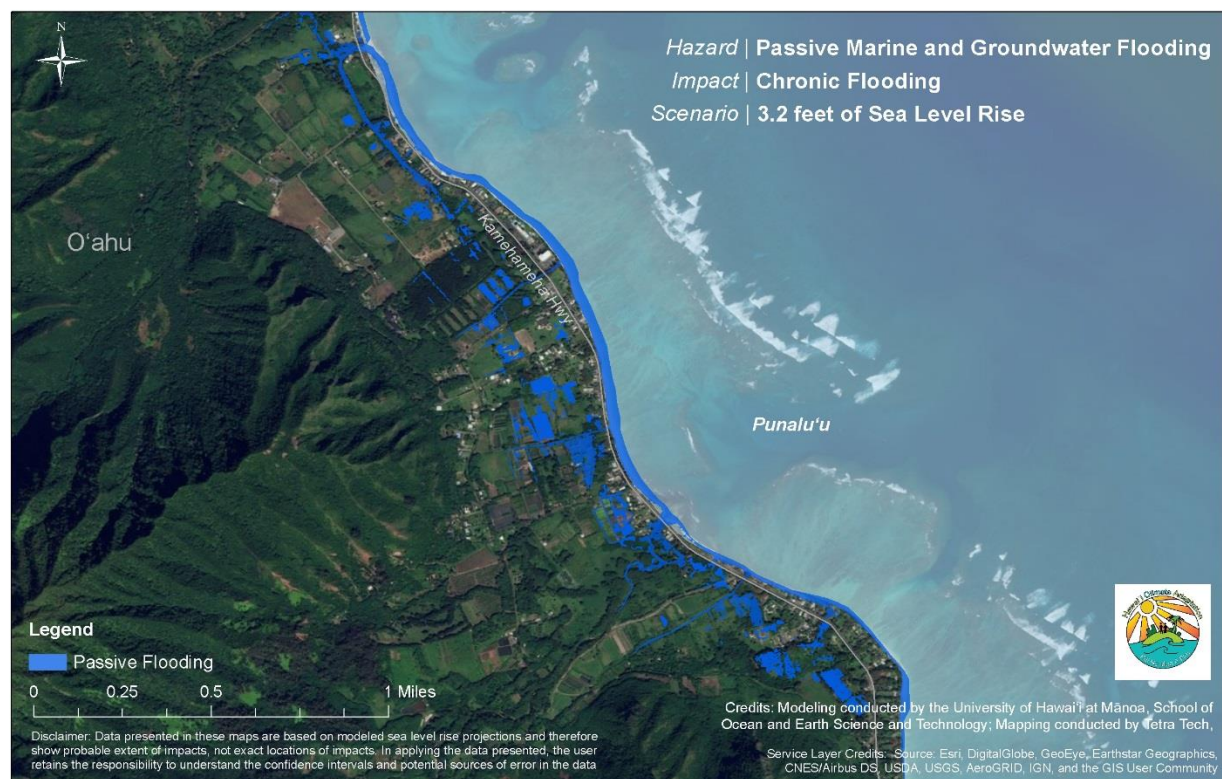 N
Hazard | Passive Marine and Groundwater Flooding
Impact | Chronic Flooding
Scenario | 3.2 feet of Sea Level Rise
Oʻahu
Kamehameha Hwy
Punaluʻu
Legend
Passive Flooding
0 0.25 0.5 1 Miles
Disclaimer: Data presented in these maps are based on modeled sea level rise projections and therefore
show probable extent of impacts, not exact locations of impacts. In applying the data presented, the user
retains the responsibility to understand the confidence intervals and potential sources of error in the data
Hawaiʻi Climate Adaptation
Credits: Modeling conducted by the University of Hawaiʻi at Mānoa, School of
Ocean and Earth Science and Technology; Mapping conducted by Tetra Tech,
Service Layer Credits: Source: Esri, DigitalGlobe, GeoEye, Earthstar Geographics,
CNES/Airbus DS, USDA, USGS, AeroGRID, IGN, and the GIS User Community